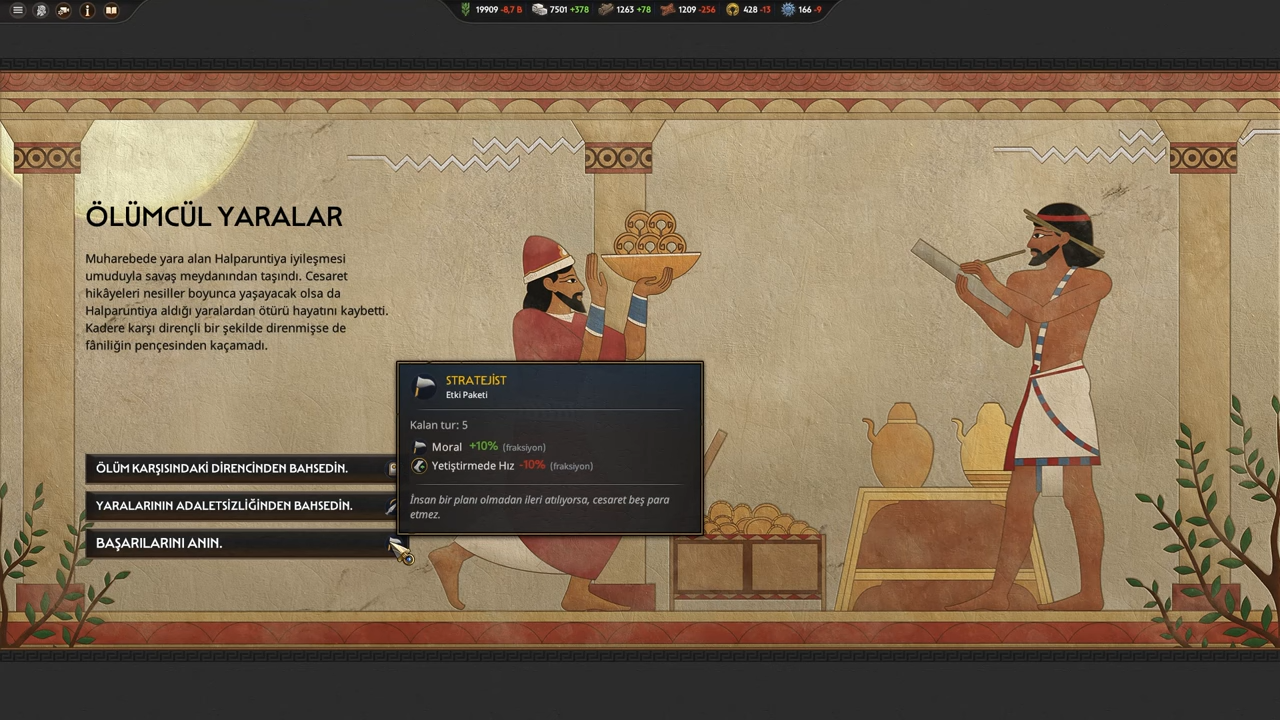 19909 -8,7 B 7501 +378 1263 +78 1209 -256 428 -13 166 -9
ÖLÜMCÜL YARALAR
Muharebede yara alan Halparuntiya iyileşmesi
umuduyla savaş meydanından taşındı. Cesaret
hikâyeleri nesiller boyunca yaşayacak olsa da
Halparuntiya aldığı yaralardan ötürü hayatını kaybetti.
Kadere karşı dirençli bir şekilde direnmişse de
fâniliğin pençesinden kaçamadı.
STRATEJİST
Etki Paketi
Kalan tur: 5
Moral +10% (fraksiyon)
Yetiştirmede Hız -10% (fraksiyon)
İnsan bir planı olmadan ileri atılıyorsa, cesaret beş para
etmez.
ÖLÜM KARŞISINDAKİ DİRENCİNDEN BAHSEDİN.
YARALARININ ADALETSİZLİĞİNDEN BAHSEDİN.
BAŞARILARINI ANIN.